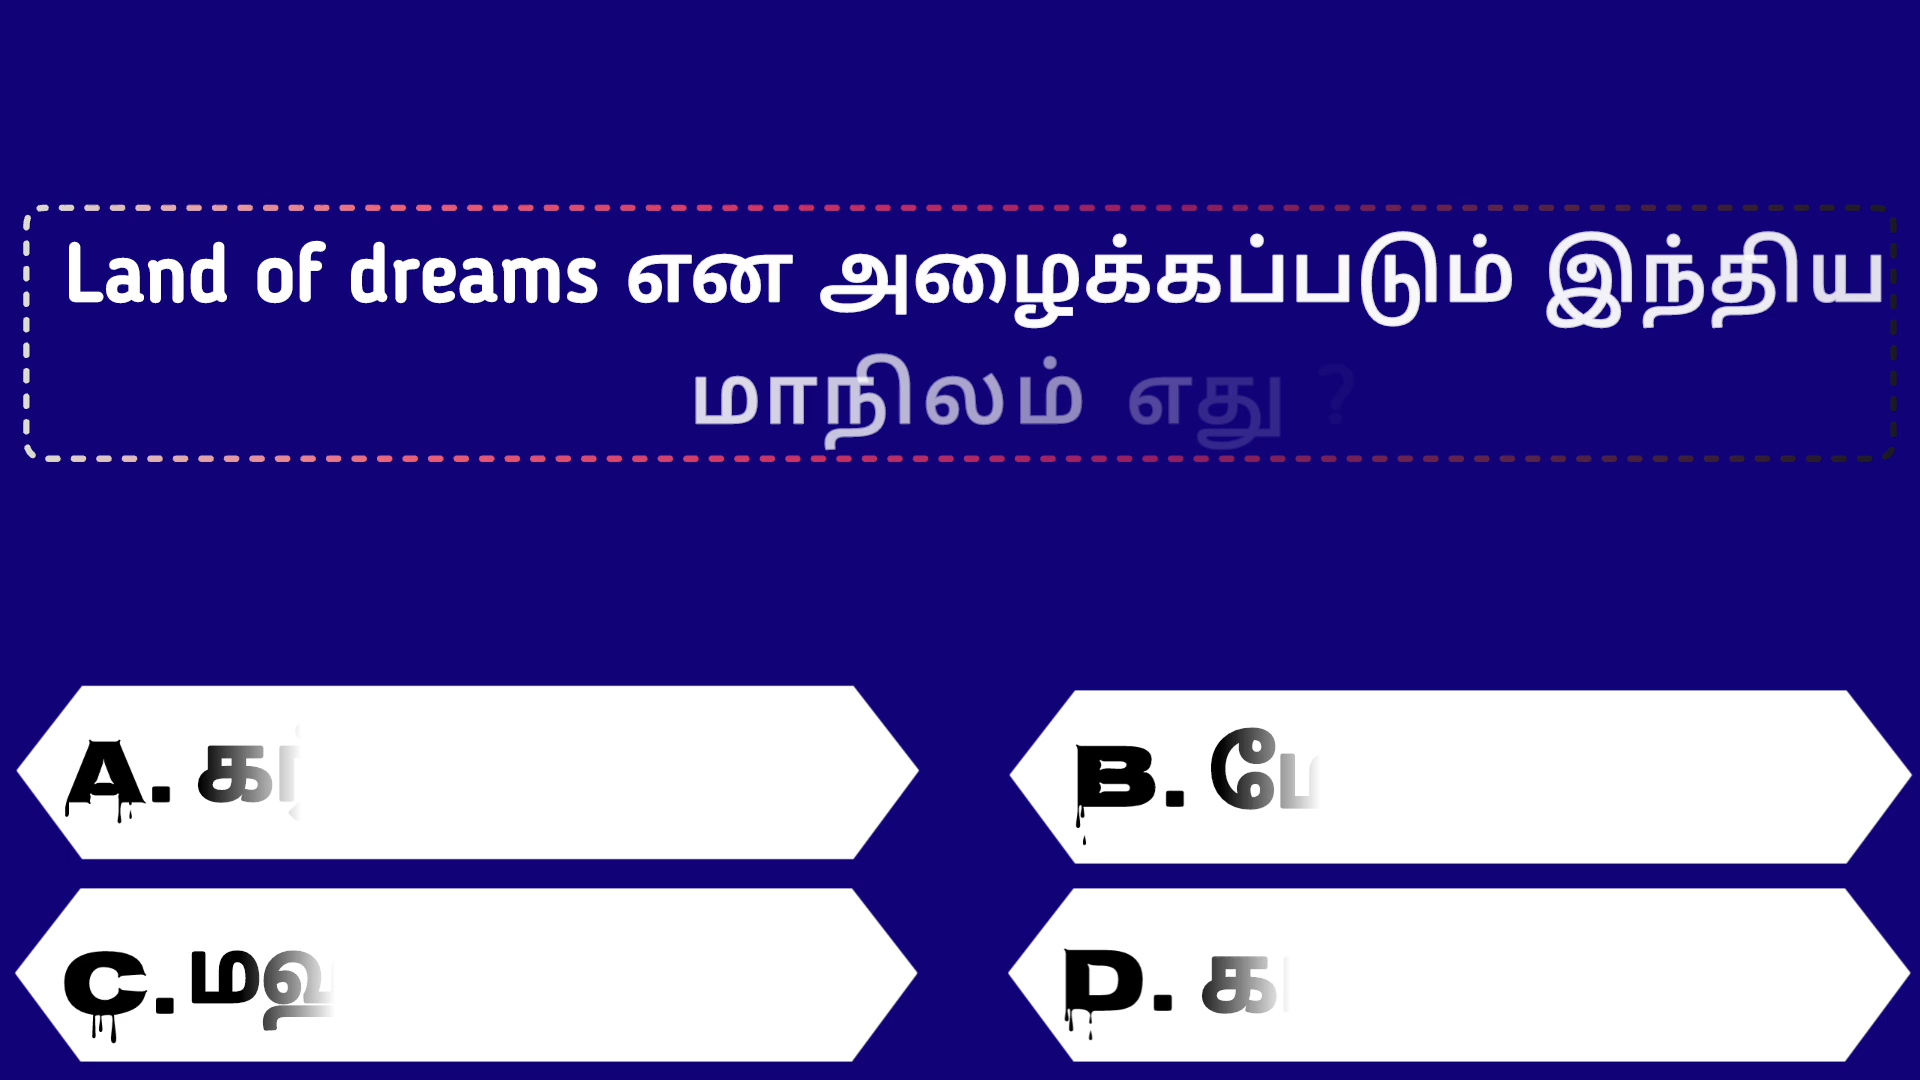 Land of dreams என அழைக்கப்படும் இந்திய
மாநிலம் எது ?
A.
B.
C.
D.